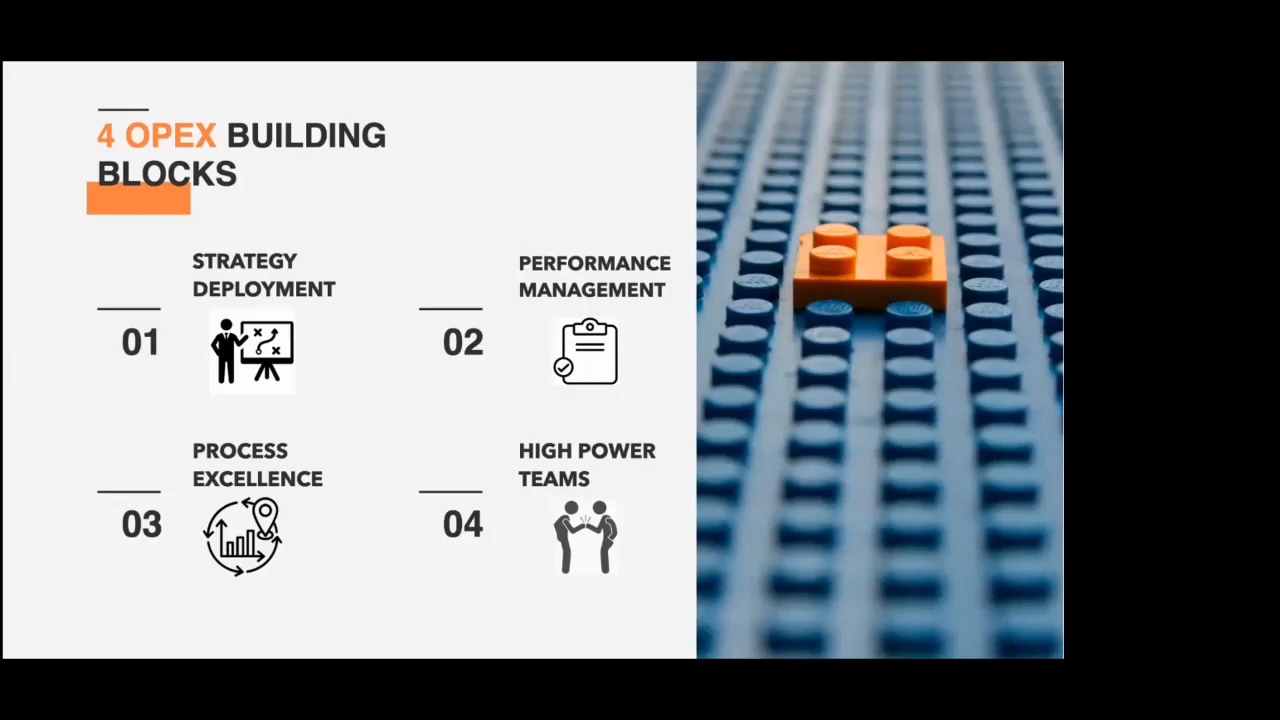 4 OPEX BUILDING
BLOCKS
STRATEGY
DEPLOYMENT
01
PERFORMANCE
MANAGEMENT
02
PROCESS
EXCELLENCE
03
HIGH POWER
TEAMS
04